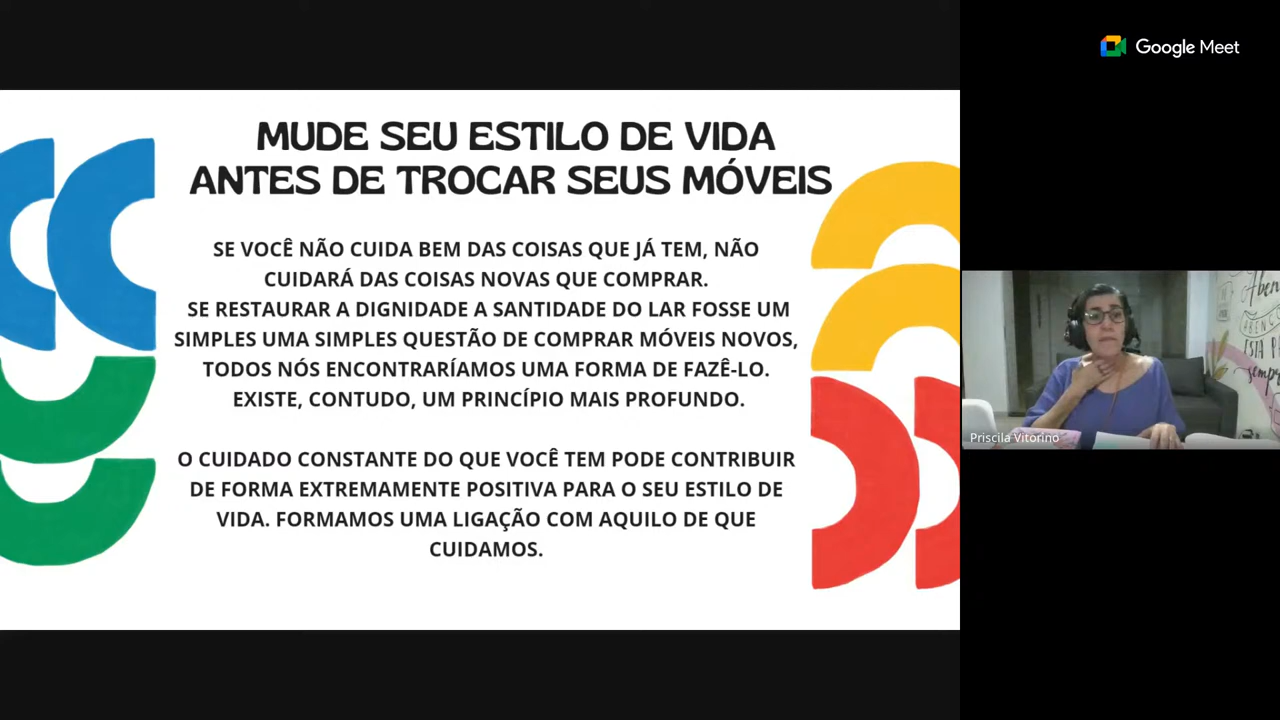 MUDE SEU ESTILO DE VIDA
ANTES DE TROCAR SEUS MÓVEIS
SE VOCÊ NÃO CUIDA BEM DAS COISAS QUE JÁ TEM, NÃO
CUIDARÁ DAS COISAS NOVAS QUE COMPRAR.
SE RESTAURAR A DIGNIDADE A SANTIDADE DO LAR FOSSE UM
SIMPLES UMA SIMPLES QUESTÃO DE COMPRAR MÓVEIS NOVOS,
TODOS NÓS ENCONTRARÍAMOS UMA FORMA DE FAZÊ-LO.
EXISTE, CONTUDO, UM PRINCÍPIO MAIS PROFUNDO.
O CUIDADO CONSTANTE DO QUE VOCÊ TEM PODE CONTRIBUIR
DE FORMA EXTREMAMENTE POSITIVA PARA O SEU ESTILO DE
VIDA. FORMAMOS UMA LIGAÇÃO COM AQUILO DE QUE
CUIDAMOS.
Google Meet
Priscila Vitorino